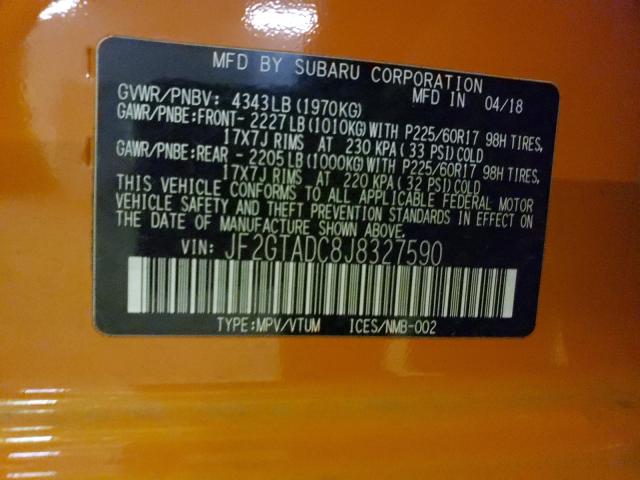 MFD BY SUBARU CORPORATION
GVWR/PNBV: 4343LB(1970KG) MFD IN 04/18
GAWR/PNBE:FRONT- 2227LB(1010KG)WITH P225/60R17 98H TIRES,
17X7J RIMS AT 230 KPA( 33 PSI)COLD
GAWR/PNBE:REAR - 2205LB(1000KG)WITH P225/60R17 98H TIRES,
17X7J RIMS AT 220 KPA( 32 PSI)COLD
THIS VEHICLE CONFORMS TO ALL APPLICABLE FEDERAL MOTOR
VEHICLE SAFETY AND THEFT PREVENTION STANDARDS IN EFFECT ON
THE DATE OF MANUFACTURE SHOWN ABOVE.
VIN: JF2GTADC8J8327590
TYPE:MPV/VTUM ICES/NMB-002